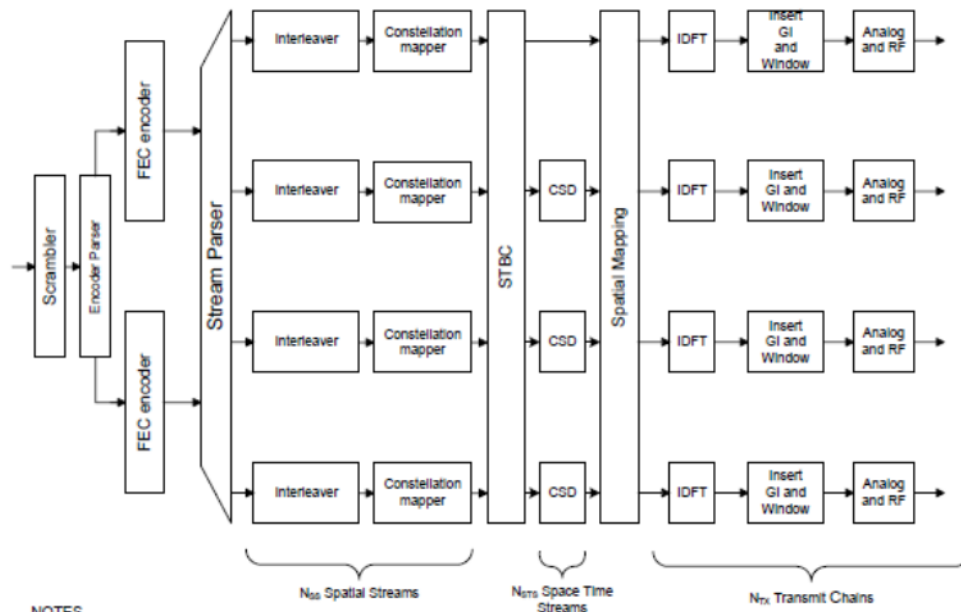 Scrambler
Encoder Parser
FEC encoder
FEC encoder
Stream Parser
Interleaver
Constellation
mapper
Interleaver
Constellation
mapper
Interleaver
Constellation
mapper
Interleaver
Constellation
mapper
STBC
CSD
CSD
CSD
Spatial Mapping
IDFT
Insert
GI
and
Window
Analog
and RF
IDFT
Insert
GI and
Window
Analog
and RF
IDFT
Insert
GI and
Window
Analog
and RF
IDFT
Insert
GI and
Window
Analog
and RF
NSS Spatial Streams
NSTS Space Time
Streams
NTX Transmit Chains
NOTES